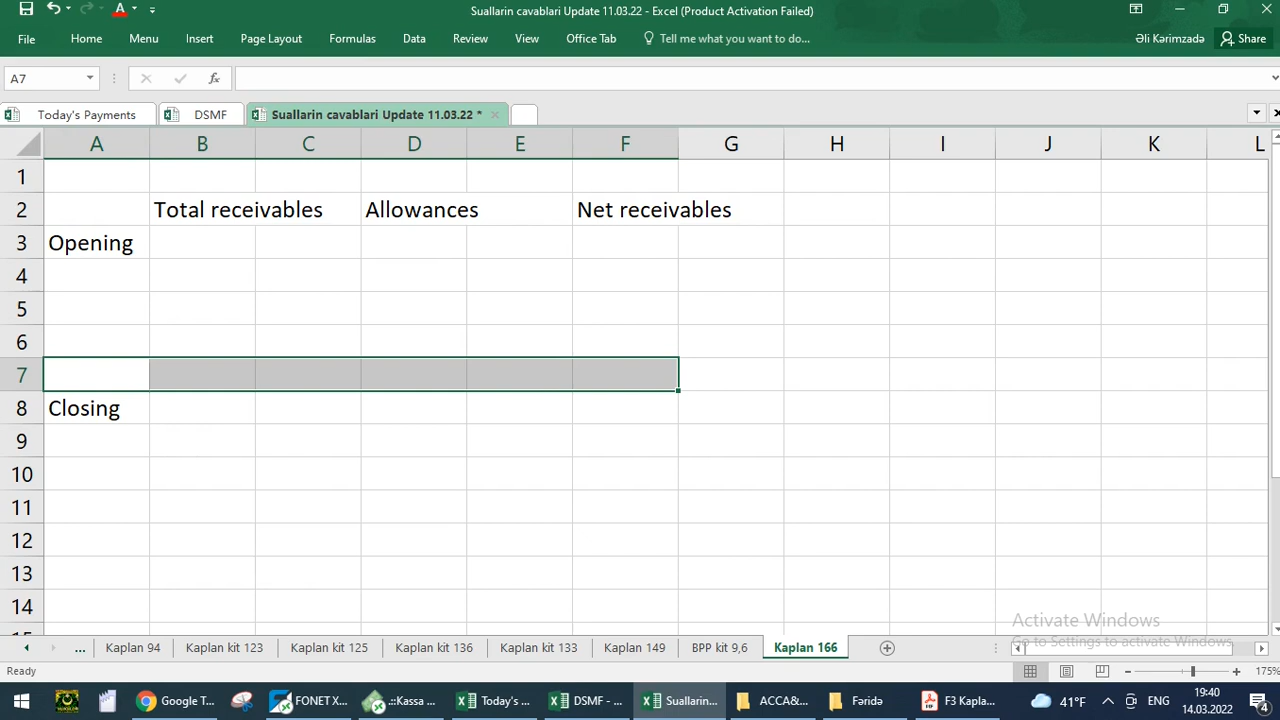 Suallarin cavablari Update 11.03.22 - Excel (Product Activation Failed)
File Home Menu Insert Page Layout Formulas Data Review View Office Tab Tell me what you want to do... Əli Kərimzadə Share
A7
Today's Payments DSMF Suallarin cavablari Update 11.03.22 *
A B C D E F G H I J K L
1
2 Total receivables Allowances Net receivables
3 Opening
4
5
6
7
8 Closing
9
10
11
12
13
14
Activate Windows
Go to Settings to activate Windows.
... Kaplan 94 Kaplan kit 123 Kaplan kit 125 Kaplan kit 136 Kaplan kit 133 Kaplan 149 BPP kit 9,6 Kaplan 166
Ready 175%
Google T... FONET X... :::Kassa ... Today's ... DSMF - ... Suallarin... ACCA&... Fəridə F3 Kapla... 41°F ENG 19:40
14.03.2022 4